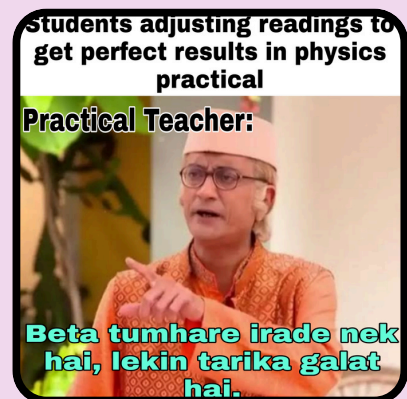 Students adjusting readings to
get perfect results in physics
practical
Practical Teacher:
Beta tumhare irade nek
hai, lekin tarika galat
hai.